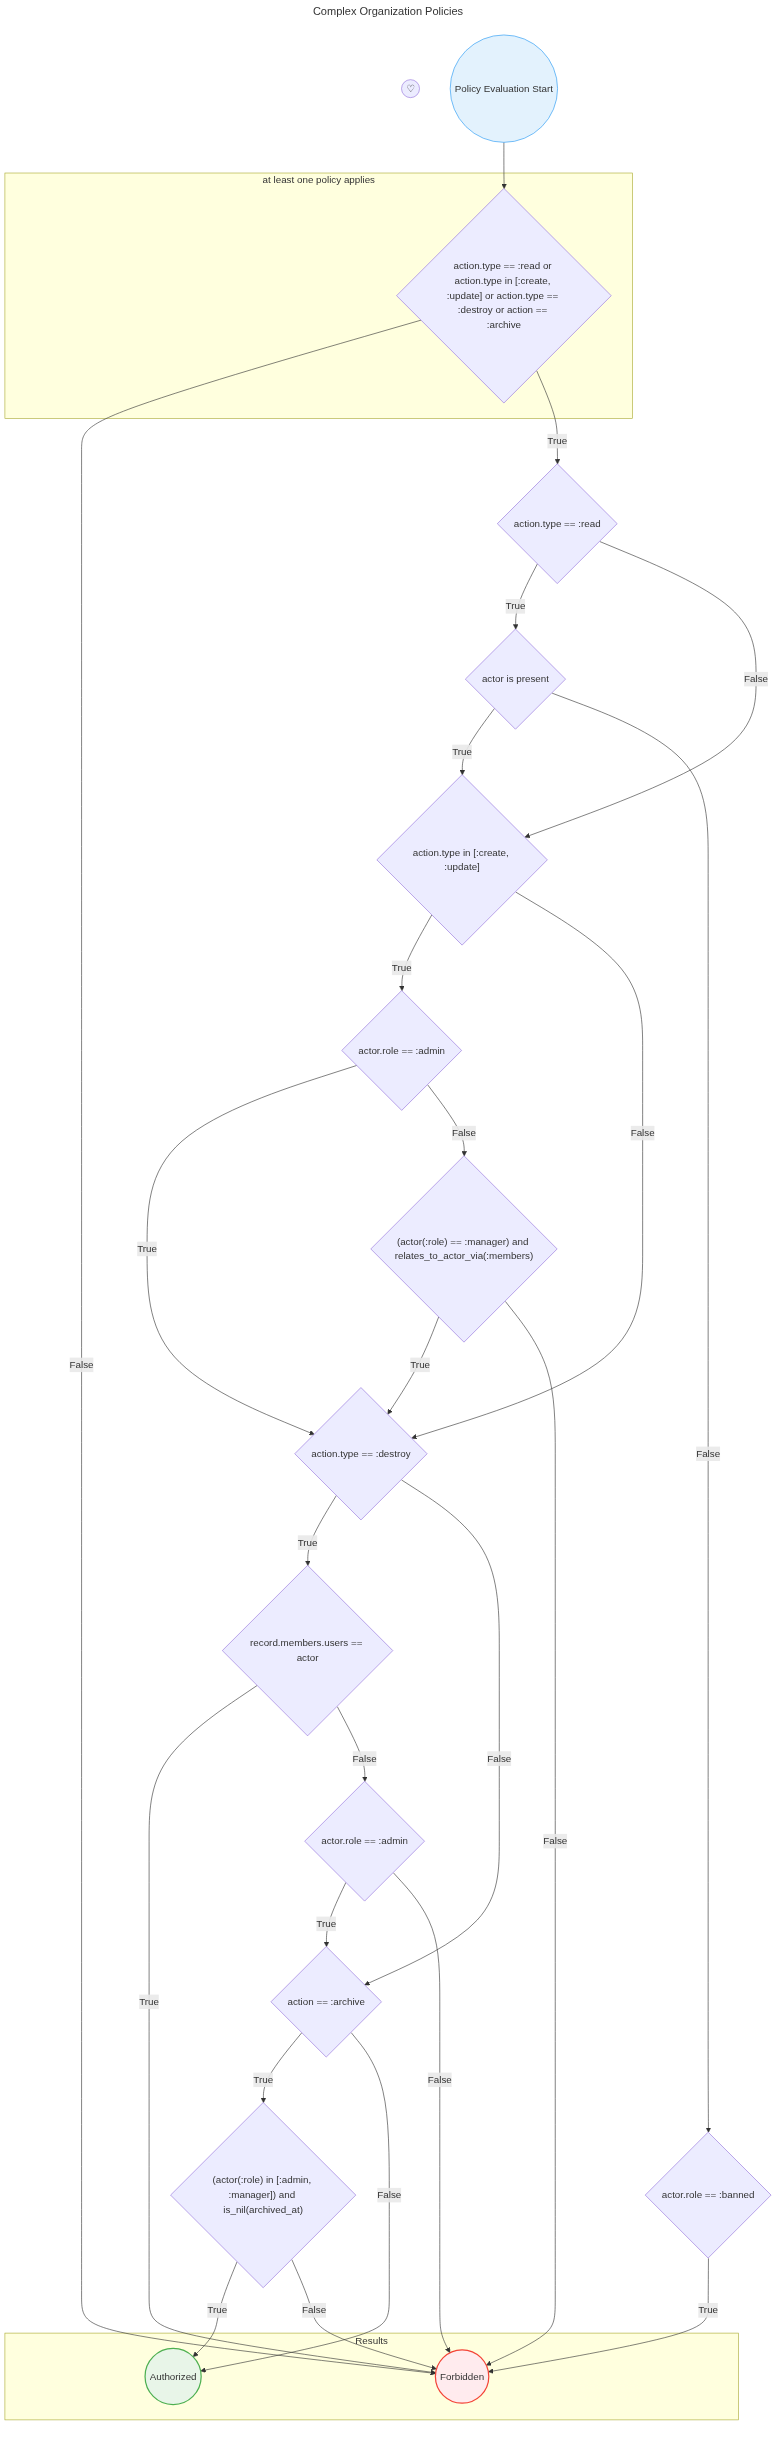 Complex Organization Policies
♡
Policy Evaluation Start
at least one policy applies
action.type == :read or
action.type in [:create,
:update] or action.type ==
:destroy or action ==
:archive
True
action.type == :read
True
actor is present
False
True
action.type in [:create,
:update]
True
actor.role == :admin
False
False
(actor(:role) == :manager) and
relates_to_actor_via(:members)
True
False
True
action.type == :destroy
False
True
record.members.users ==
actor
False
False
actor.role == :admin
False
True
action == :archive
True
True
False
(actor(:role) in [:admin,
:manager]) and
is_nil(archived_at)
False
actor.role == :banned
True
False
True
Results
Authorized
Forbidden